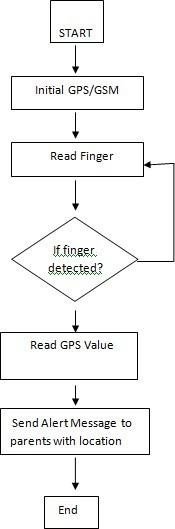 START
Initial GPS/GSM
Read Finger
If finger
detected?
Read GPS Value
Send Alert Message to
parents with location
End